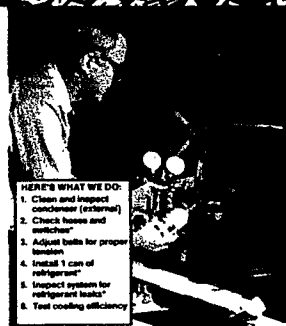 HERE'S WHAT WE DO:
1. Clean and inspect
condenser (external)
2. Check hoses and
switches*
3. Adjust belts for proper
tension
4. Install 1 can of
refrigerant*
5. Inspect system for
refrigerant leaks*
6. Test cooling efficiency